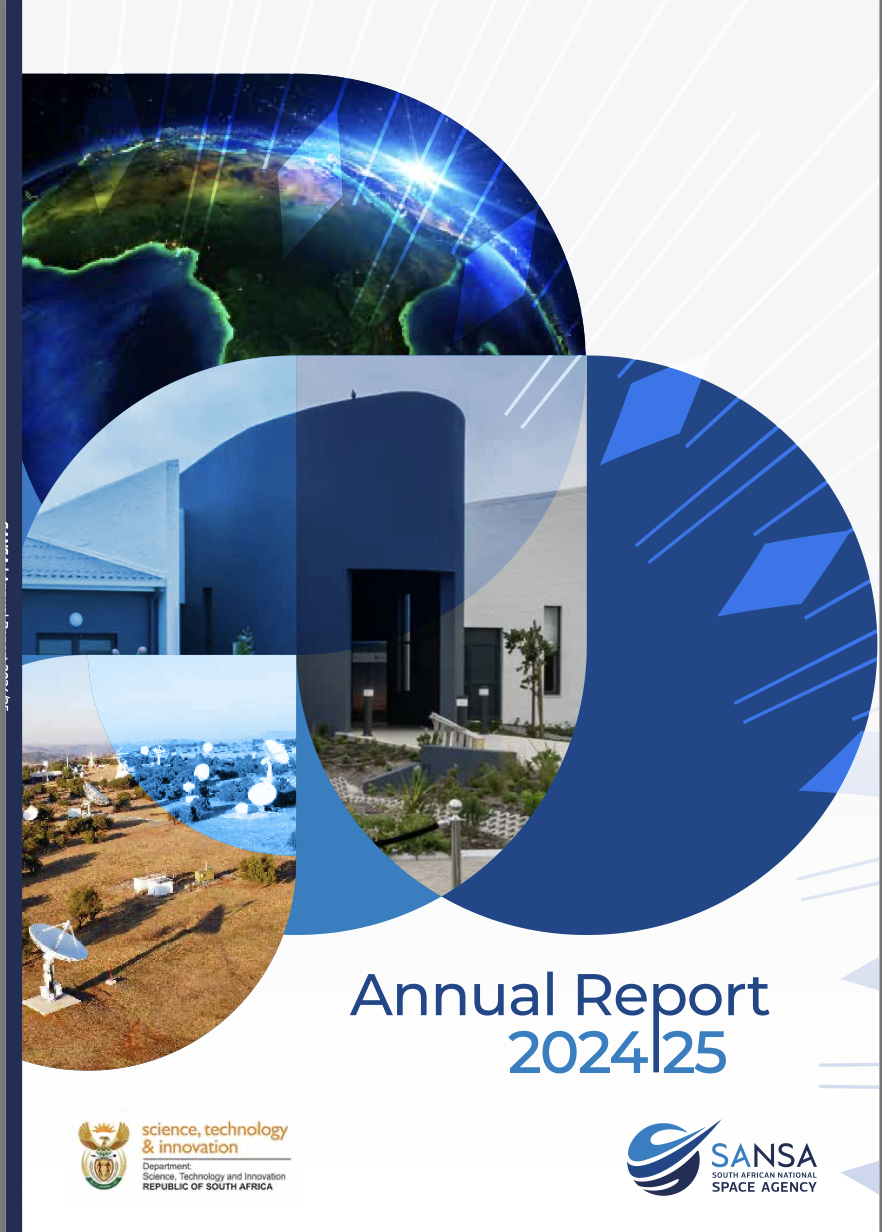 Annual Report
2024|25
science, technology
& innovation
Department:
Science, Technology and Innovation
REPUBLIC OF SOUTH AFRICA
SANSA
SOUTH AFRICAN NATIONAL
SPACE AGENCY